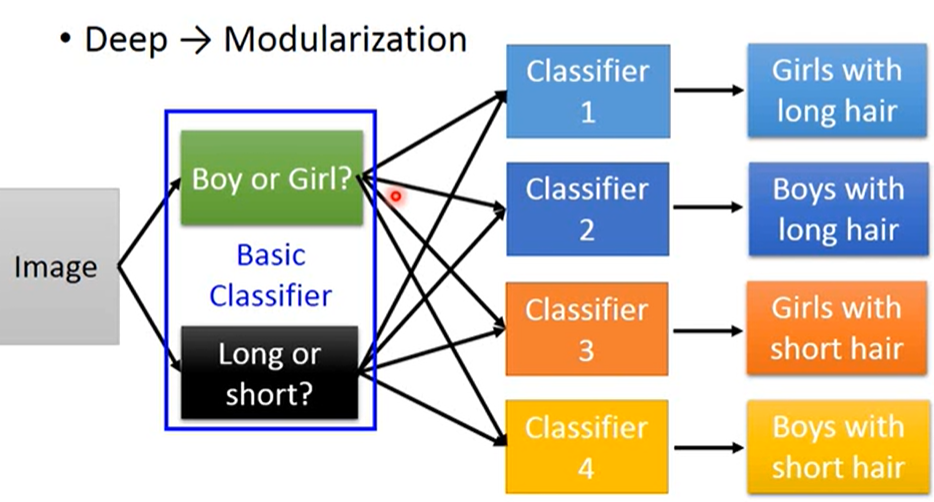 • Deep → Modularization
Image
Boy or Girl?
Basic
Classifier
Long or
short?
Classifier
1
Girls with
long hair
Classifier
2
Boys with
long hair
Classifier
3
Girls with
short hair
Classifier
4
Boys with
short hair